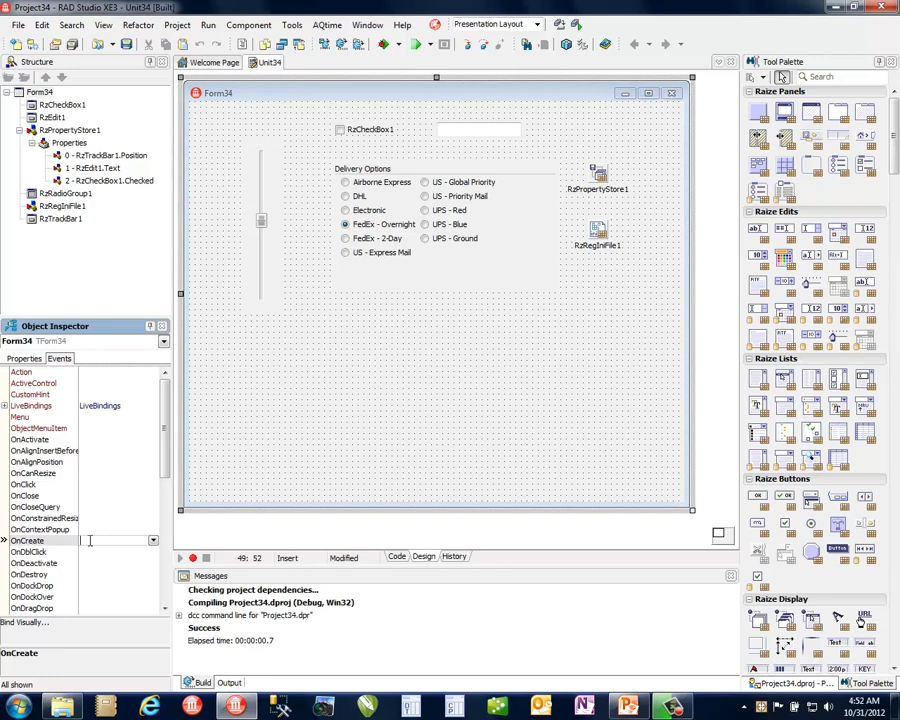 Project34 - RAD Studio XE3 - Unit34 [Built]
File Edit Search View Refactor Project Run Component Tools AQtime Window Help Presentation Layout
Structure
Welcome Page Unit34
Tool Palette
Search
Form34
RzCheckBox1
RzEdit1
RzPropertyStore1
Properties
0 - RzTrackBar1.Position
1 - RzEdit1.Text
2 - RzCheckBox1.Checked
RzRadioGroup1
RzRegIniFile1
RzTrackBar1
Form34
RzCheckBox1
Delivery Options
Airborne Express US - Global Priority
DHL US - Priority Mail
Electronic UPS - Red
FedEx - Overnight UPS - Blue
FedEx - 2-Day UPS - Ground
US - Express Mail
RzPropertyStore1
RzRegIniFile1
Raize Panels
Raize Edits
Raize Lists
Raize Buttons
Raize Display
Object Inspector
Form34 TForm34
Properties Events
Action
ActiveControl
CustomHint
LiveBindings LiveBindings
Menu
ObjectMenuItem
OnActivate
OnAlignInsertBefore
OnAlignPosition
OnCanResize
OnClick
OnClose
OnCloseQuery
OnConstrainedResiz
OnContextPopup
OnCreate
OnDblClick
OnDeactivate
OnDestroy
OnDockDrop
OnDockOver
OnDragDrop
Bind Visually...
OnCreate
All shown
49: 52 Insert Modified Code Design History
Messages
Checking project dependencies...
Compiling Project34.dproj (Debug, Win32)
dcc command line for "Project34.dpr"
Success
Elapsed time: 00:00:00.7
Build Output
Project34.dproj - P... Tool Palette
4:52 AM
10/31/2012